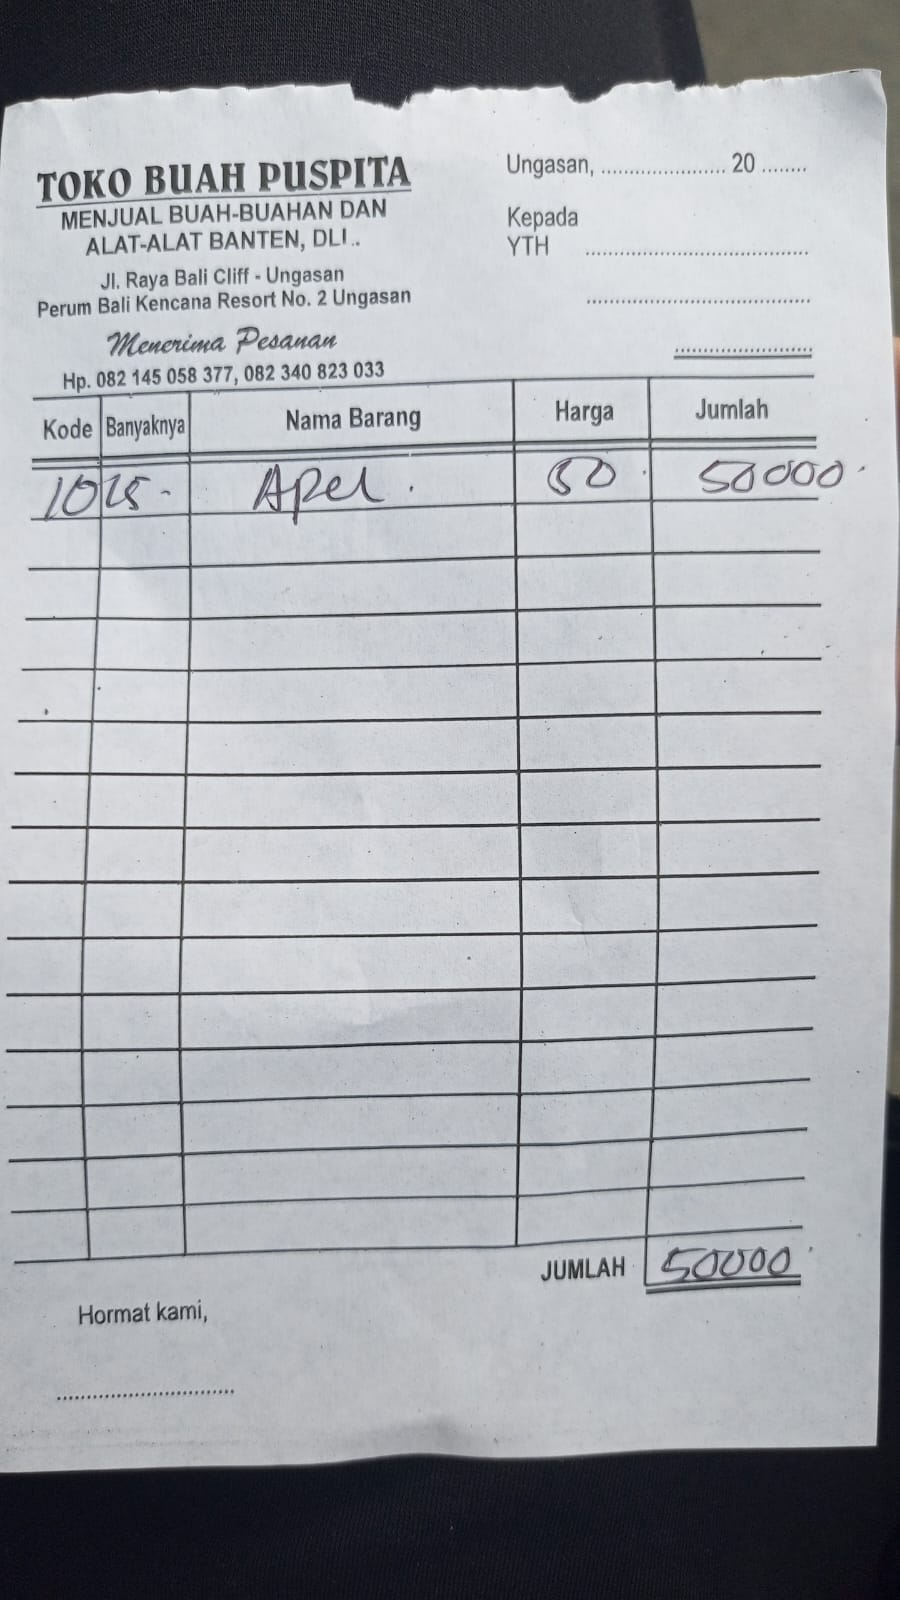 TOKO BUAH PUSPITA
MENJUAL BUAH-BUAHAN DAN
ALAT-ALAT BANTEN, DLL..
Jl. Raya Bali Cliff - Ungasan
Perum Bali Kencana Resort No. 2 Ungasan
Menerima Pesanan
Hp. 082 145 058 377, 082 340 823 033
Ungasan, ...................... 20 ........
Kepada
YTH ........................................
........................................
........................
Kode Banyaknya Nama Barang Harga Jumlah
Apel. 50. 50000.
JUMLAH 50000
Hormat kami,
...............................